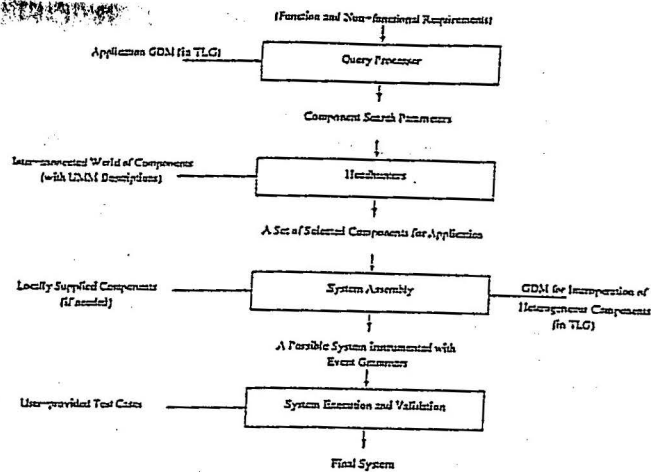 (Function and Non-functional Requirements)
Application GDM (in TLG)
Query Processor
Component Search Parameters
Inter-connected World of Components
(with UMM Descriptions)
Headhunters
A Set of Selected Components for Application
Locally Supplied Components
(if needed)
System Assembly
GDM for Interoperation of
Heterogeneous Components
(in TLG)
A Possible System Instrumented with
Event Grammars
User-provided Test Cases
System Execution and Validation
Final System